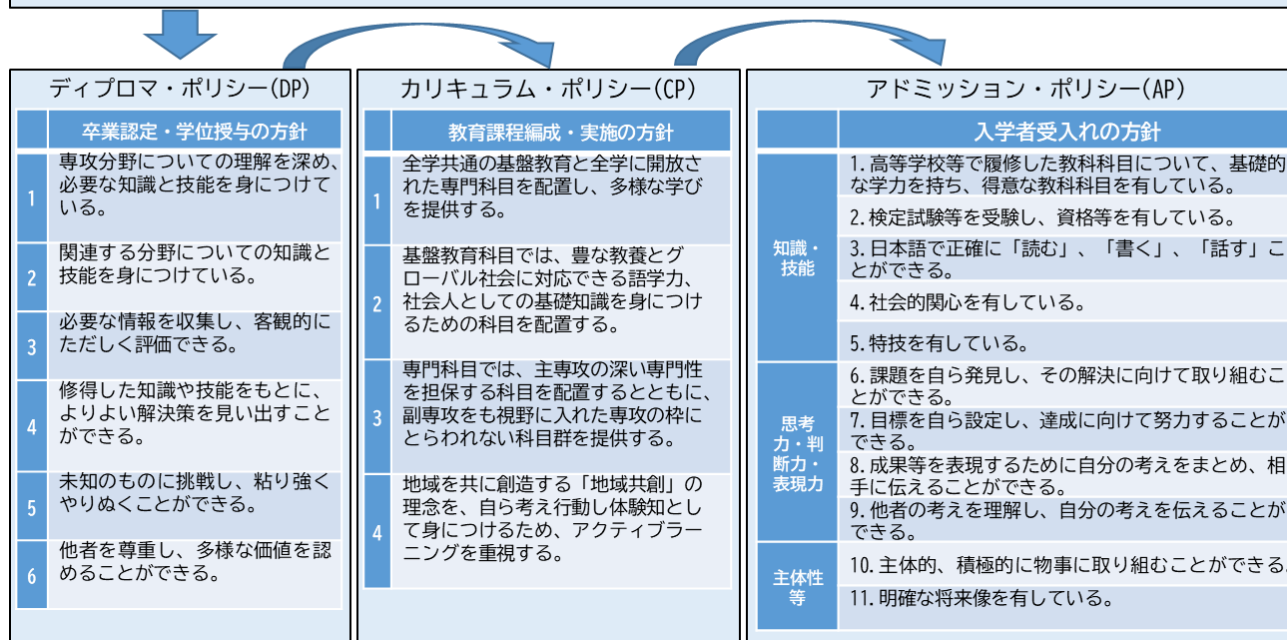 ディプロマ・ポリシー(DP)
卒業認定・学位授与の方針
1
専攻分野についての理解を深め、
必要な知識と技能を身につけて
いる。
2
関連する分野についての知識と
技能を身につけている。
3
必要な情報を収集し、客観的に
ただしく評価できる。
4
修得した知識や技能をもとに、
よりよい解決策を見い出すこと
ができる。
5
未知のものに挑戦し、粘り強く
やりぬくことができる。
6
他者を尊重し、多様な価値を認
めることができる。
カリキュラム・ポリシー(CP)
教育課程編成・実施の方針
1
全学共通の基盤教育と全学に開放さ
れた専門科目を配置し、多様な学び
を提供する。
2
基盤教育科目では、豊な教養とグ
ローバル社会に対応できる語学力、
社会人としての基礎知識を身につけ
るための科目を配置する。
3
専門科目では、主専攻の深い専門性
を担保する科目を配置するとともに、
副専攻をも視野に入れた専攻の枠に
とらわれない科目群を提供する。
4
地域を共に創造する「地域共創」の
理念を、自ら考え行動し体験知とし
て身につけるため、アクティブラー
ニングを重視する。
アドミッション・ポリシー(AP)
入学者受入れの方針
知識・
技能
1.高等学校等で履修した教科科目について、基礎的
な学力を持ち、得意な教科科目を有している。
2.検定試験等を受験し、資格等を有している。
3.日本語で正確に「読む」、「書く」、「話す」こ
とができる。
4.社会的関心を有している。
5.特技を有している。
思考
力・判
断力・
表現力
6.課題を自ら発見し、その解決に向けて取り組むこ
とができる。
7.目標を自ら設定し、達成に向けて努力することが
できる。
8.成果等を表現するために自分の考えをまとめ、相
手に伝えることができる。
9.他者の考えを理解し、自分の考えを伝えることが
できる。
主体性
等
10.主体的、積極的に物事に取り組むことができる。
11.明確な将来像を有している。